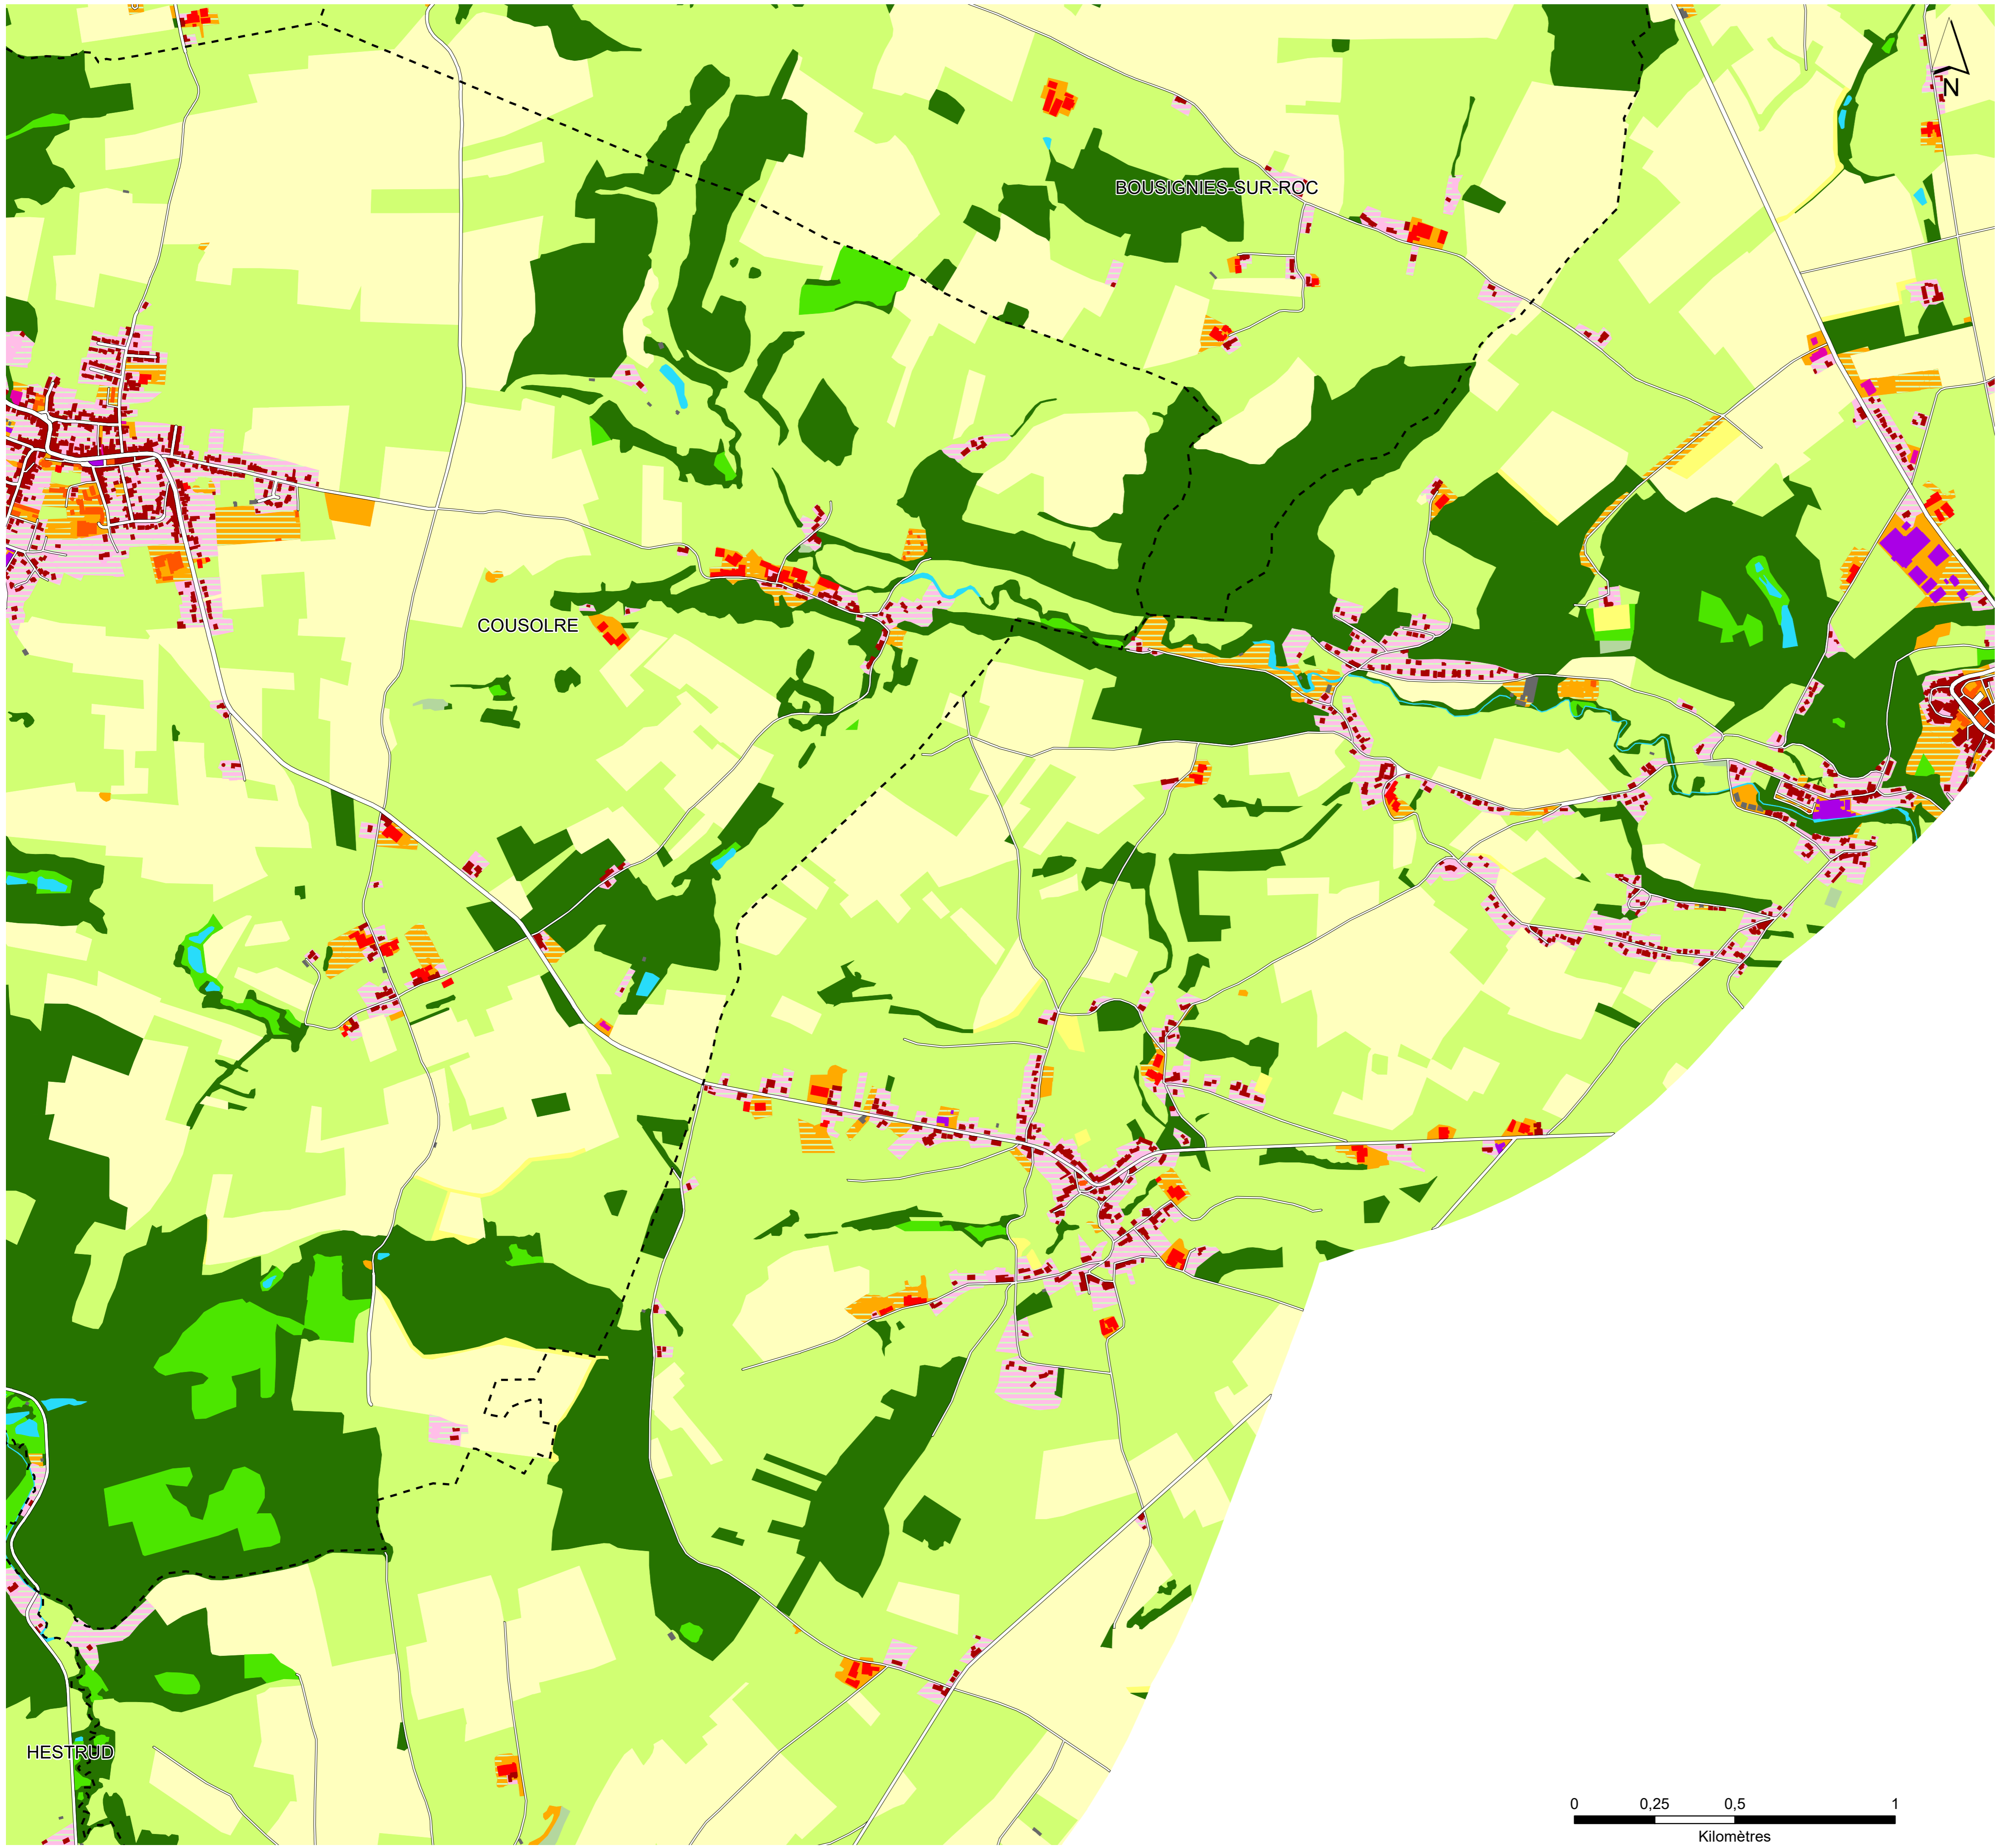 N
BOUSIGNIES-SUR-ROC
COUSOLRE
HESTRUD
0 0,25 0,5 1
Kilomètres